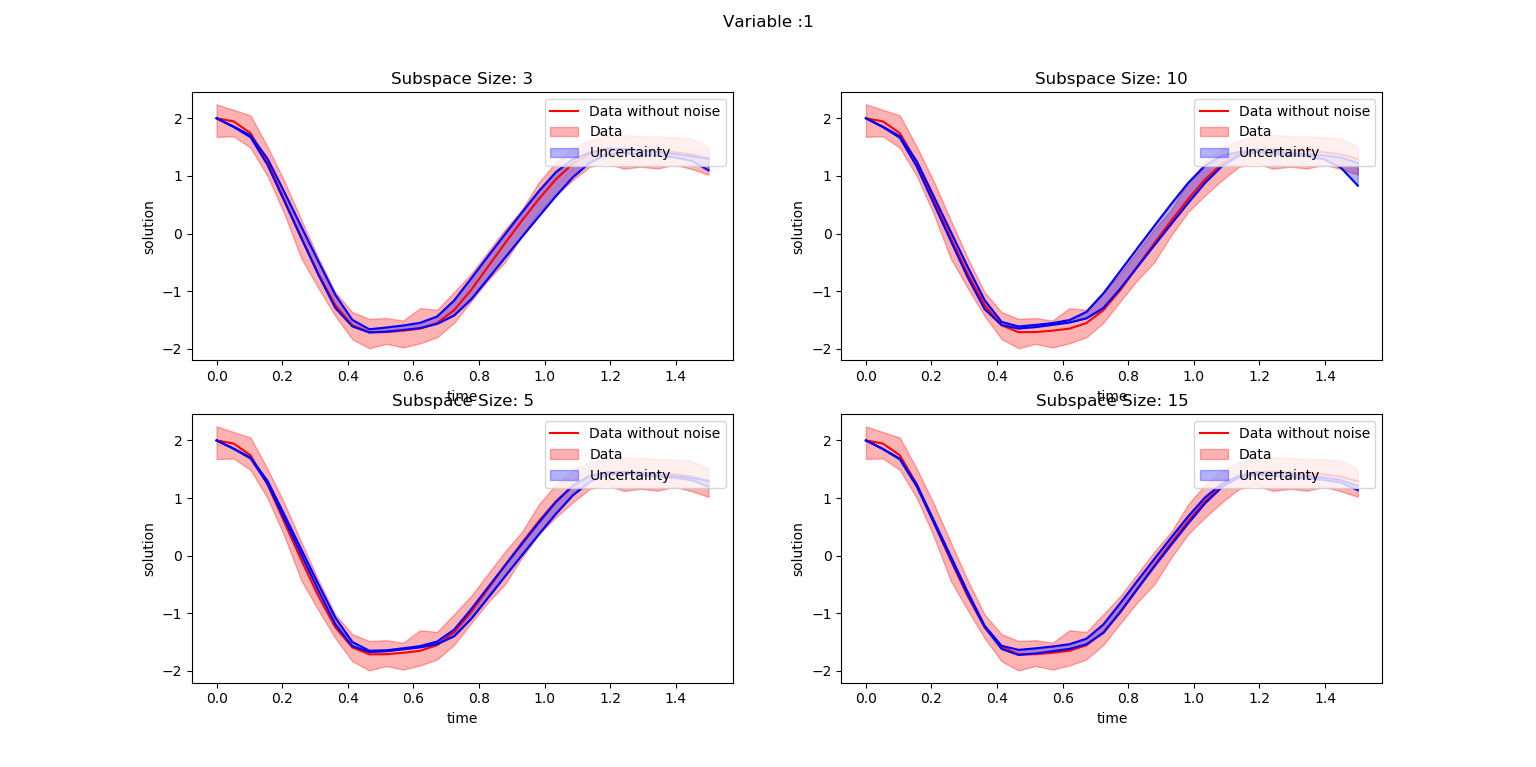 Variable :1
Subspace Size: 3
Data without noise
Data
Uncertainty
solution
2
1
0
−1
−2
0.0 0.2 0.4 0.6 0.8 1.0 1.2 1.4
time
Subspace Size: 10
Data without noise
Data
Uncertainty
solution
2
1
0
−1
−2
0.0 0.2 0.4 0.6 0.8 1.0 1.2 1.4
time
Subspace Size: 5
Data without noise
Data
Uncertainty
solution
2
1
0
−1
−2
0.0 0.2 0.4 0.6 0.8 1.0 1.2 1.4
time
Subspace Size: 15
Data without noise
Data
Uncertainty
solution
2
1
0
−1
−2
0.0 0.2 0.4 0.6 0.8 1.0 1.2 1.4
time